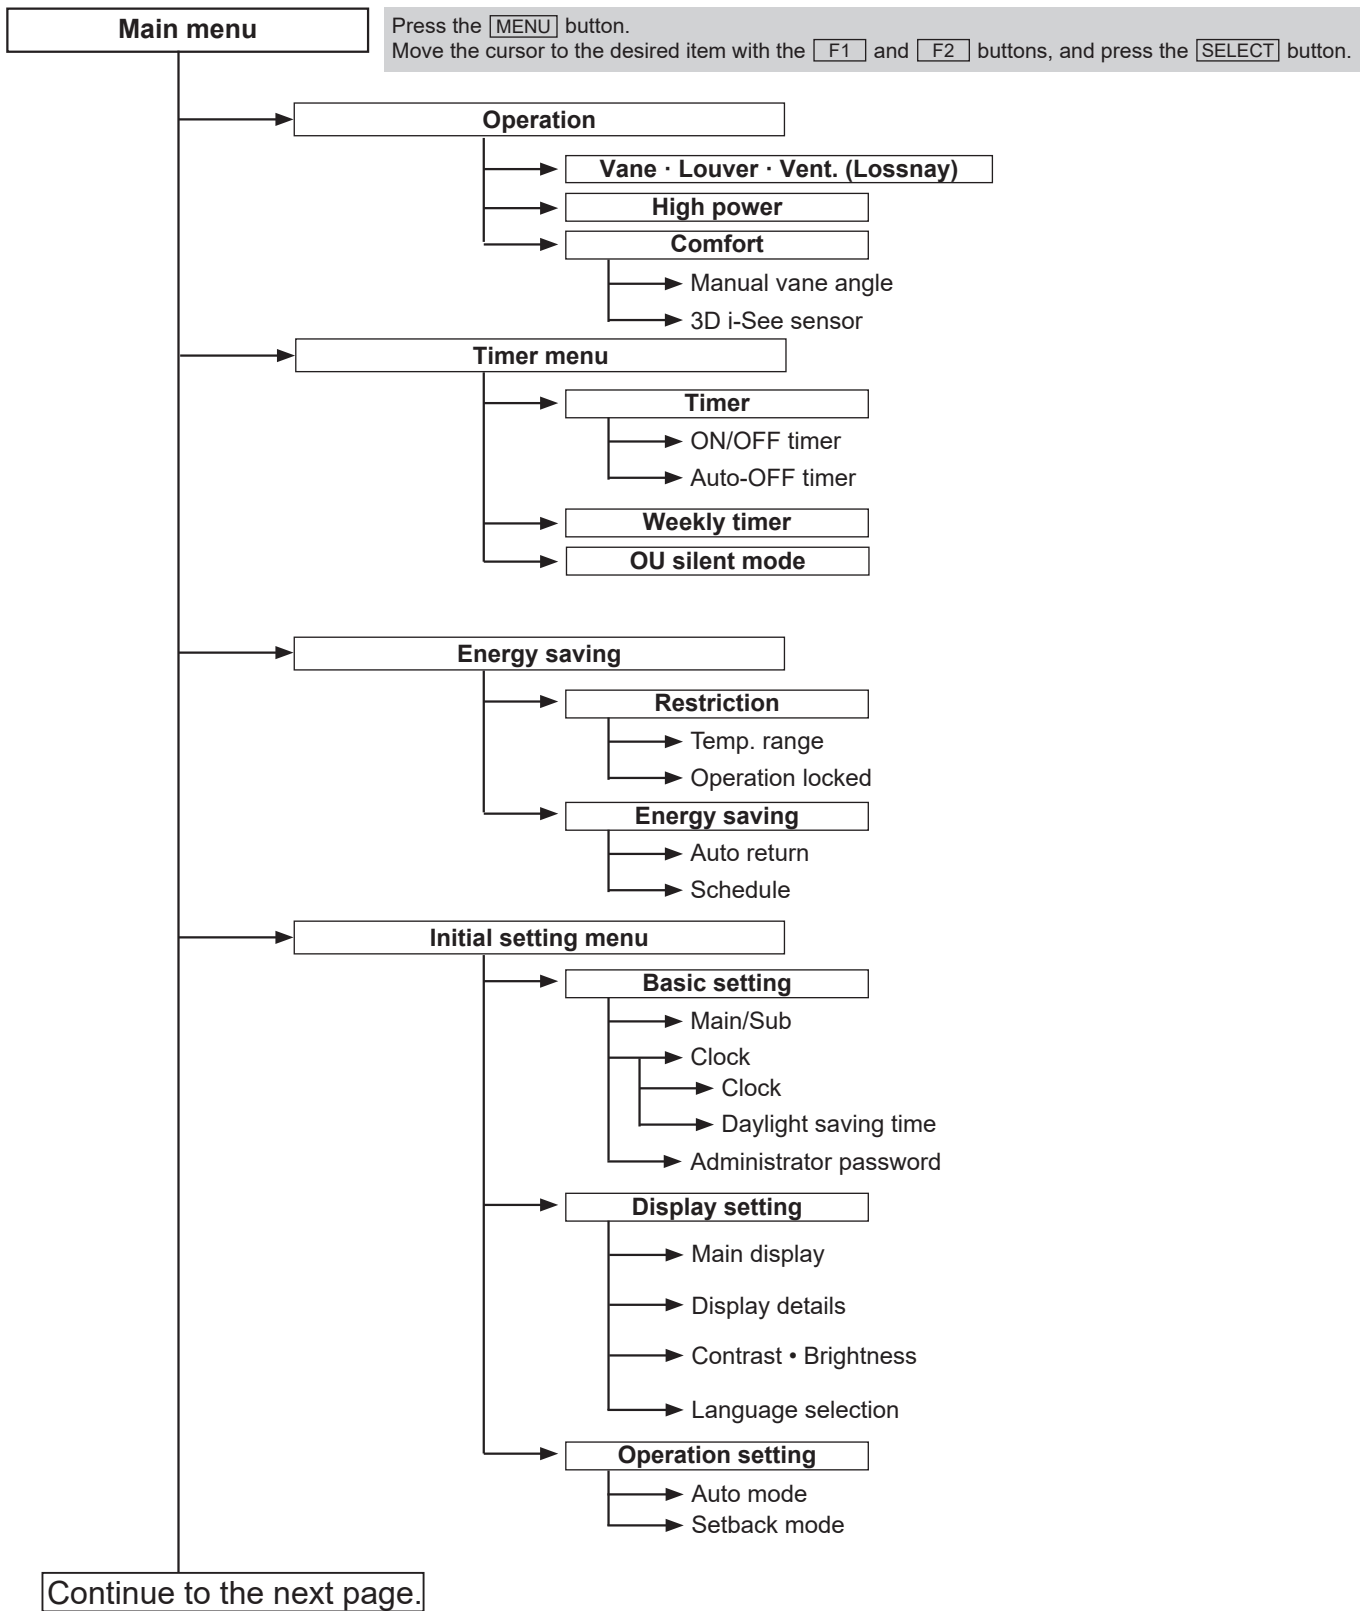 Main menu
Press the MENU button.
Move the cursor to the desired item with the F1 and F2 buttons, and press the SELECT button.
Operation
Vane · Louver · Vent. (Lossnay)
High power
Comfort
Manual vane angle
3D i-See sensor
Timer menu
Timer
ON/OFF timer
Auto-OFF timer
Weekly timer
OU silent mode
Energy saving
Restriction
Temp. range
Operation locked
Energy saving
Auto return
Schedule
Initial setting menu
Basic setting
Main/Sub
Clock
Clock
Daylight saving time
Administrator password
Display setting
Main display
Display details
Contrast • Brightness
Language selection
Operation setting
Auto mode
Setback mode
Continue to the next page.